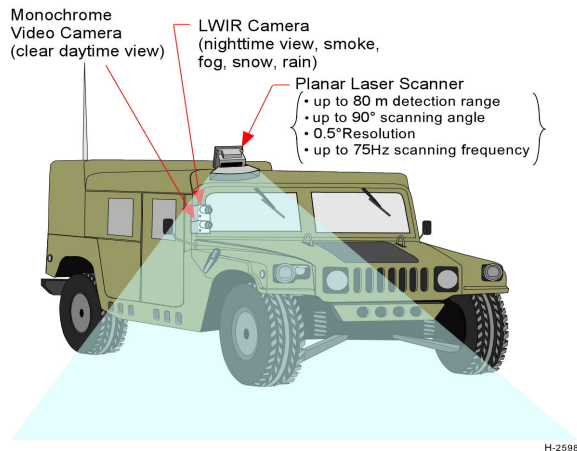 Monochrome
Video Camera
(clear daytime view)
LWIR Camera
(nighttime view, smoke,
fog, snow, rain)
Planar Laser Scanner
• up to 80 m detection range
• up to 90° scanning angle
• 0.5°Resolution
• up to 75Hz scanning frequency
H-2598